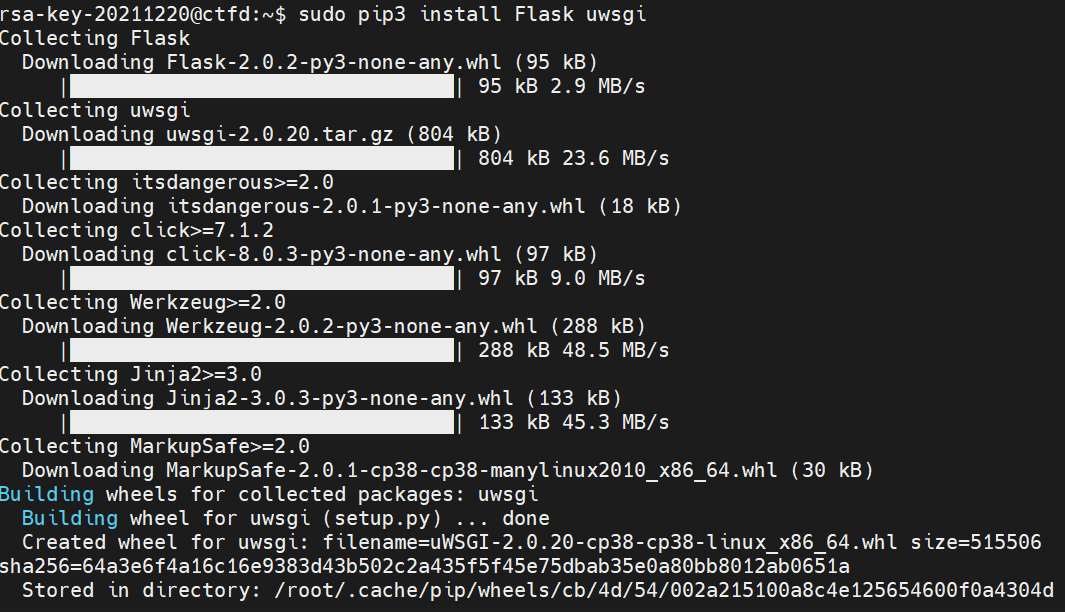 rsa-key-20211220@ctfd:~$ sudo pip3 install Flask uwsgi
Collecting Flask
  Downloading Flask-2.0.2-py3-none-any.whl (95 kB)
     |                                | 95 kB 2.9 MB/s
Collecting uwsgi
  Downloading uwsgi-2.0.20.tar.gz (804 kB)
     |                                | 804 kB 23.6 MB/s
Collecting itsdangerous>=2.0
  Downloading itsdangerous-2.0.1-py3-none-any.whl (18 kB)
Collecting click>=7.1.2
  Downloading click-8.0.3-py3-none-any.whl (97 kB)
     |                                | 97 kB 9.0 MB/s
Collecting Werkzeug>=2.0
  Downloading Werkzeug-2.0.2-py3-none-any.whl (288 kB)
     |                                | 288 kB 48.5 MB/s
Collecting Jinja2>=3.0
  Downloading Jinja2-3.0.3-py3-none-any.whl (133 kB)
     |                                | 133 kB 45.3 MB/s
Collecting MarkupSafe>=2.0
  Downloading MarkupSafe-2.0.1-cp38-cp38-manylinux2010_x86_64.whl (30 kB)
Building wheels for collected packages: uwsgi
  Building wheel for uwsgi (setup.py) ... done
  Created wheel for uwsgi: filename=uWSGI-2.0.20-cp38-cp38-linux_x86_64.whl size=515506
sha256=64a3e6f4a16c16e9383d43b502c2a435f5f45e75dbab35e0a80bb8012ab0651a
  Stored in directory: /root/.cache/pip/wheels/cb/4d/54/002a215100a8c4e125654600f0a4304d